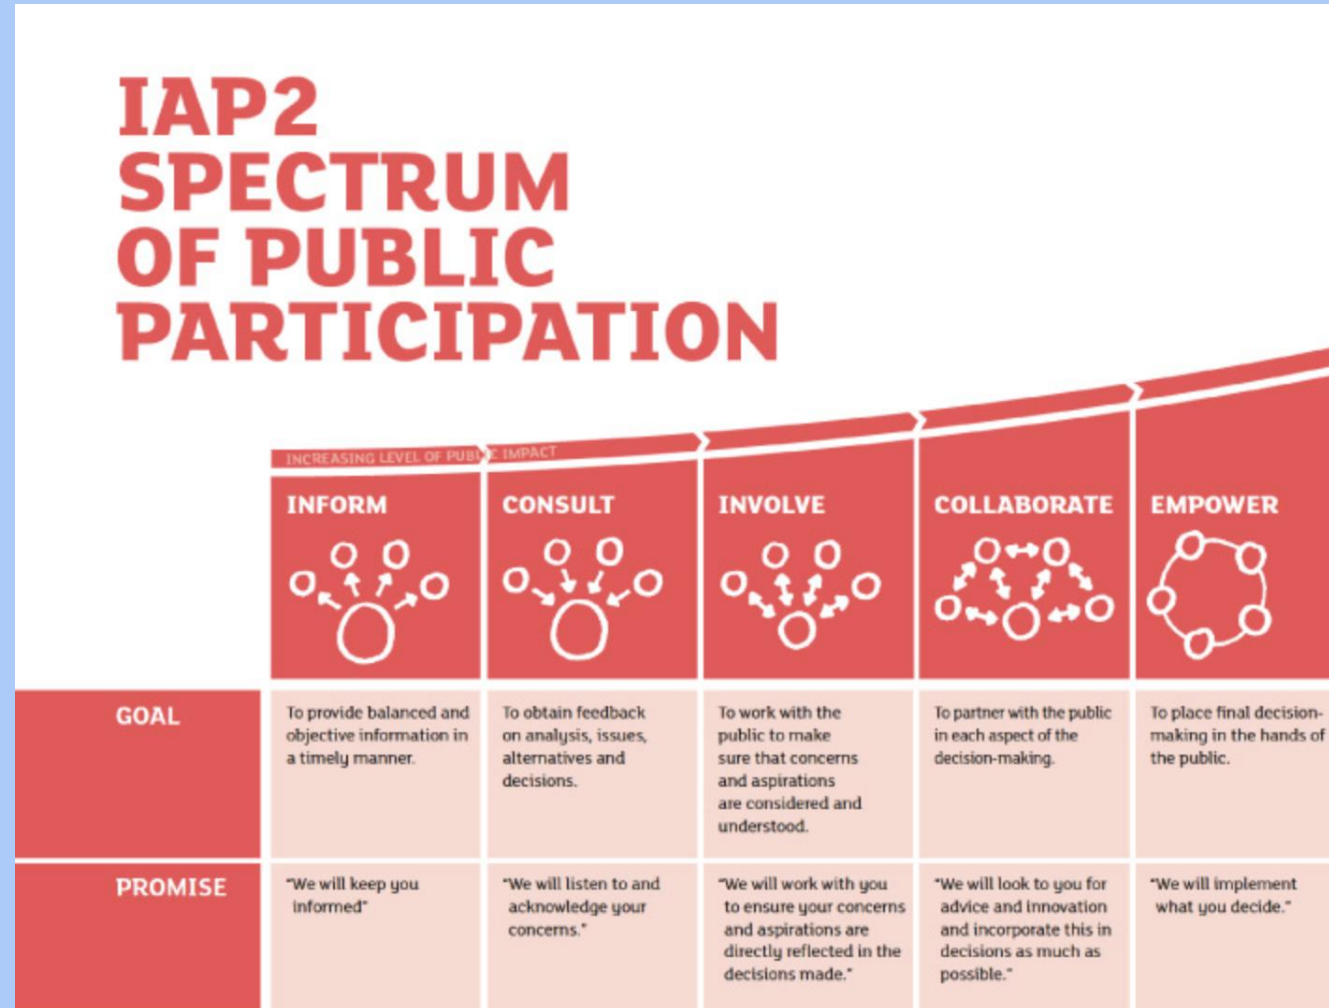 IAP2
SPECTRUM
OF PUBLIC
PARTICIPATION
INCREASING LEVEL OF PUBLIC IMPACT
INFORM
CONSULT
INVOLVE
COLLABORATE
EMPOWER
GOAL
To provide balanced and
objective information in
a timely manner.
To obtain feedback
on analysis, issues,
alternatives and
decisions.
To work with the
public to make
sure that concerns
and aspirations
are considered and
understood.
To partner with the public
in each aspect of the
decision-making.
To place final decision-
making in the hands of
the public.
PROMISE
"We will keep you
informed"
"We will listen to and
acknowledge your
concerns."
"We will work with you
to ensure your concerns
and aspirations are
directly reflected in the
decisions made."
"We will look to you for
advice and innovation
and incorporate this in
decisions as much as
possible."
"We will implement
what you decide."